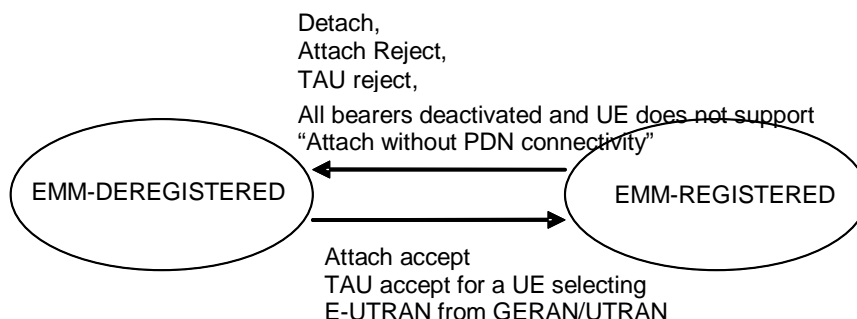 Detach,
Attach Reject,
TAU reject,
All bearers deactivated and UE does not support
“Attach without PDN connectivity”
EMM-DEREGISTERED
EMM-REGISTERED
Attach accept
TAU accept for a UE selecting
E-UTRAN from GERAN/UTRAN